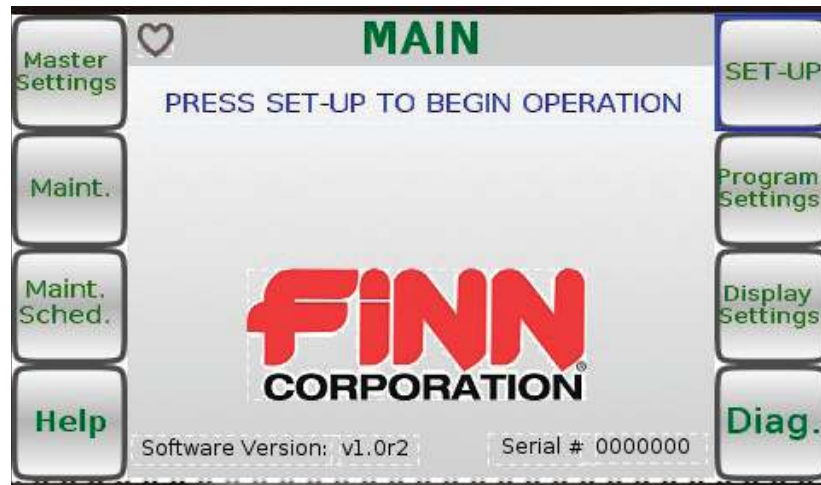 MAIN
PRESS SET-UP TO BEGIN OPERATION
Master
Settings
Maint.
Maint.
Sched.
Help
SET-UP
Program
Settings
Display
Settings
Diag.
FINN
CORPORATION®
Software Version: v1.0r2
Serial # 0000000